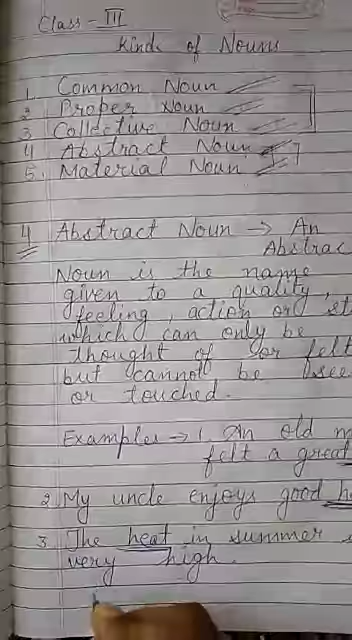 Class - III
Kinds of Nouns
1. Common Noun
2 Proper Noun
3 Collective Noun
4 Abstract Noun
5. Material Noun
4 Abstract Noun → An
Abstrac
Noun is the name
given to a quality,
feeling, action or st
which can only be
thought of or felt
but cannot be see
or touched.
Examples → 1. An old m
felt a great
2 My uncle enjoys good he
3. The heat in summer
very high.